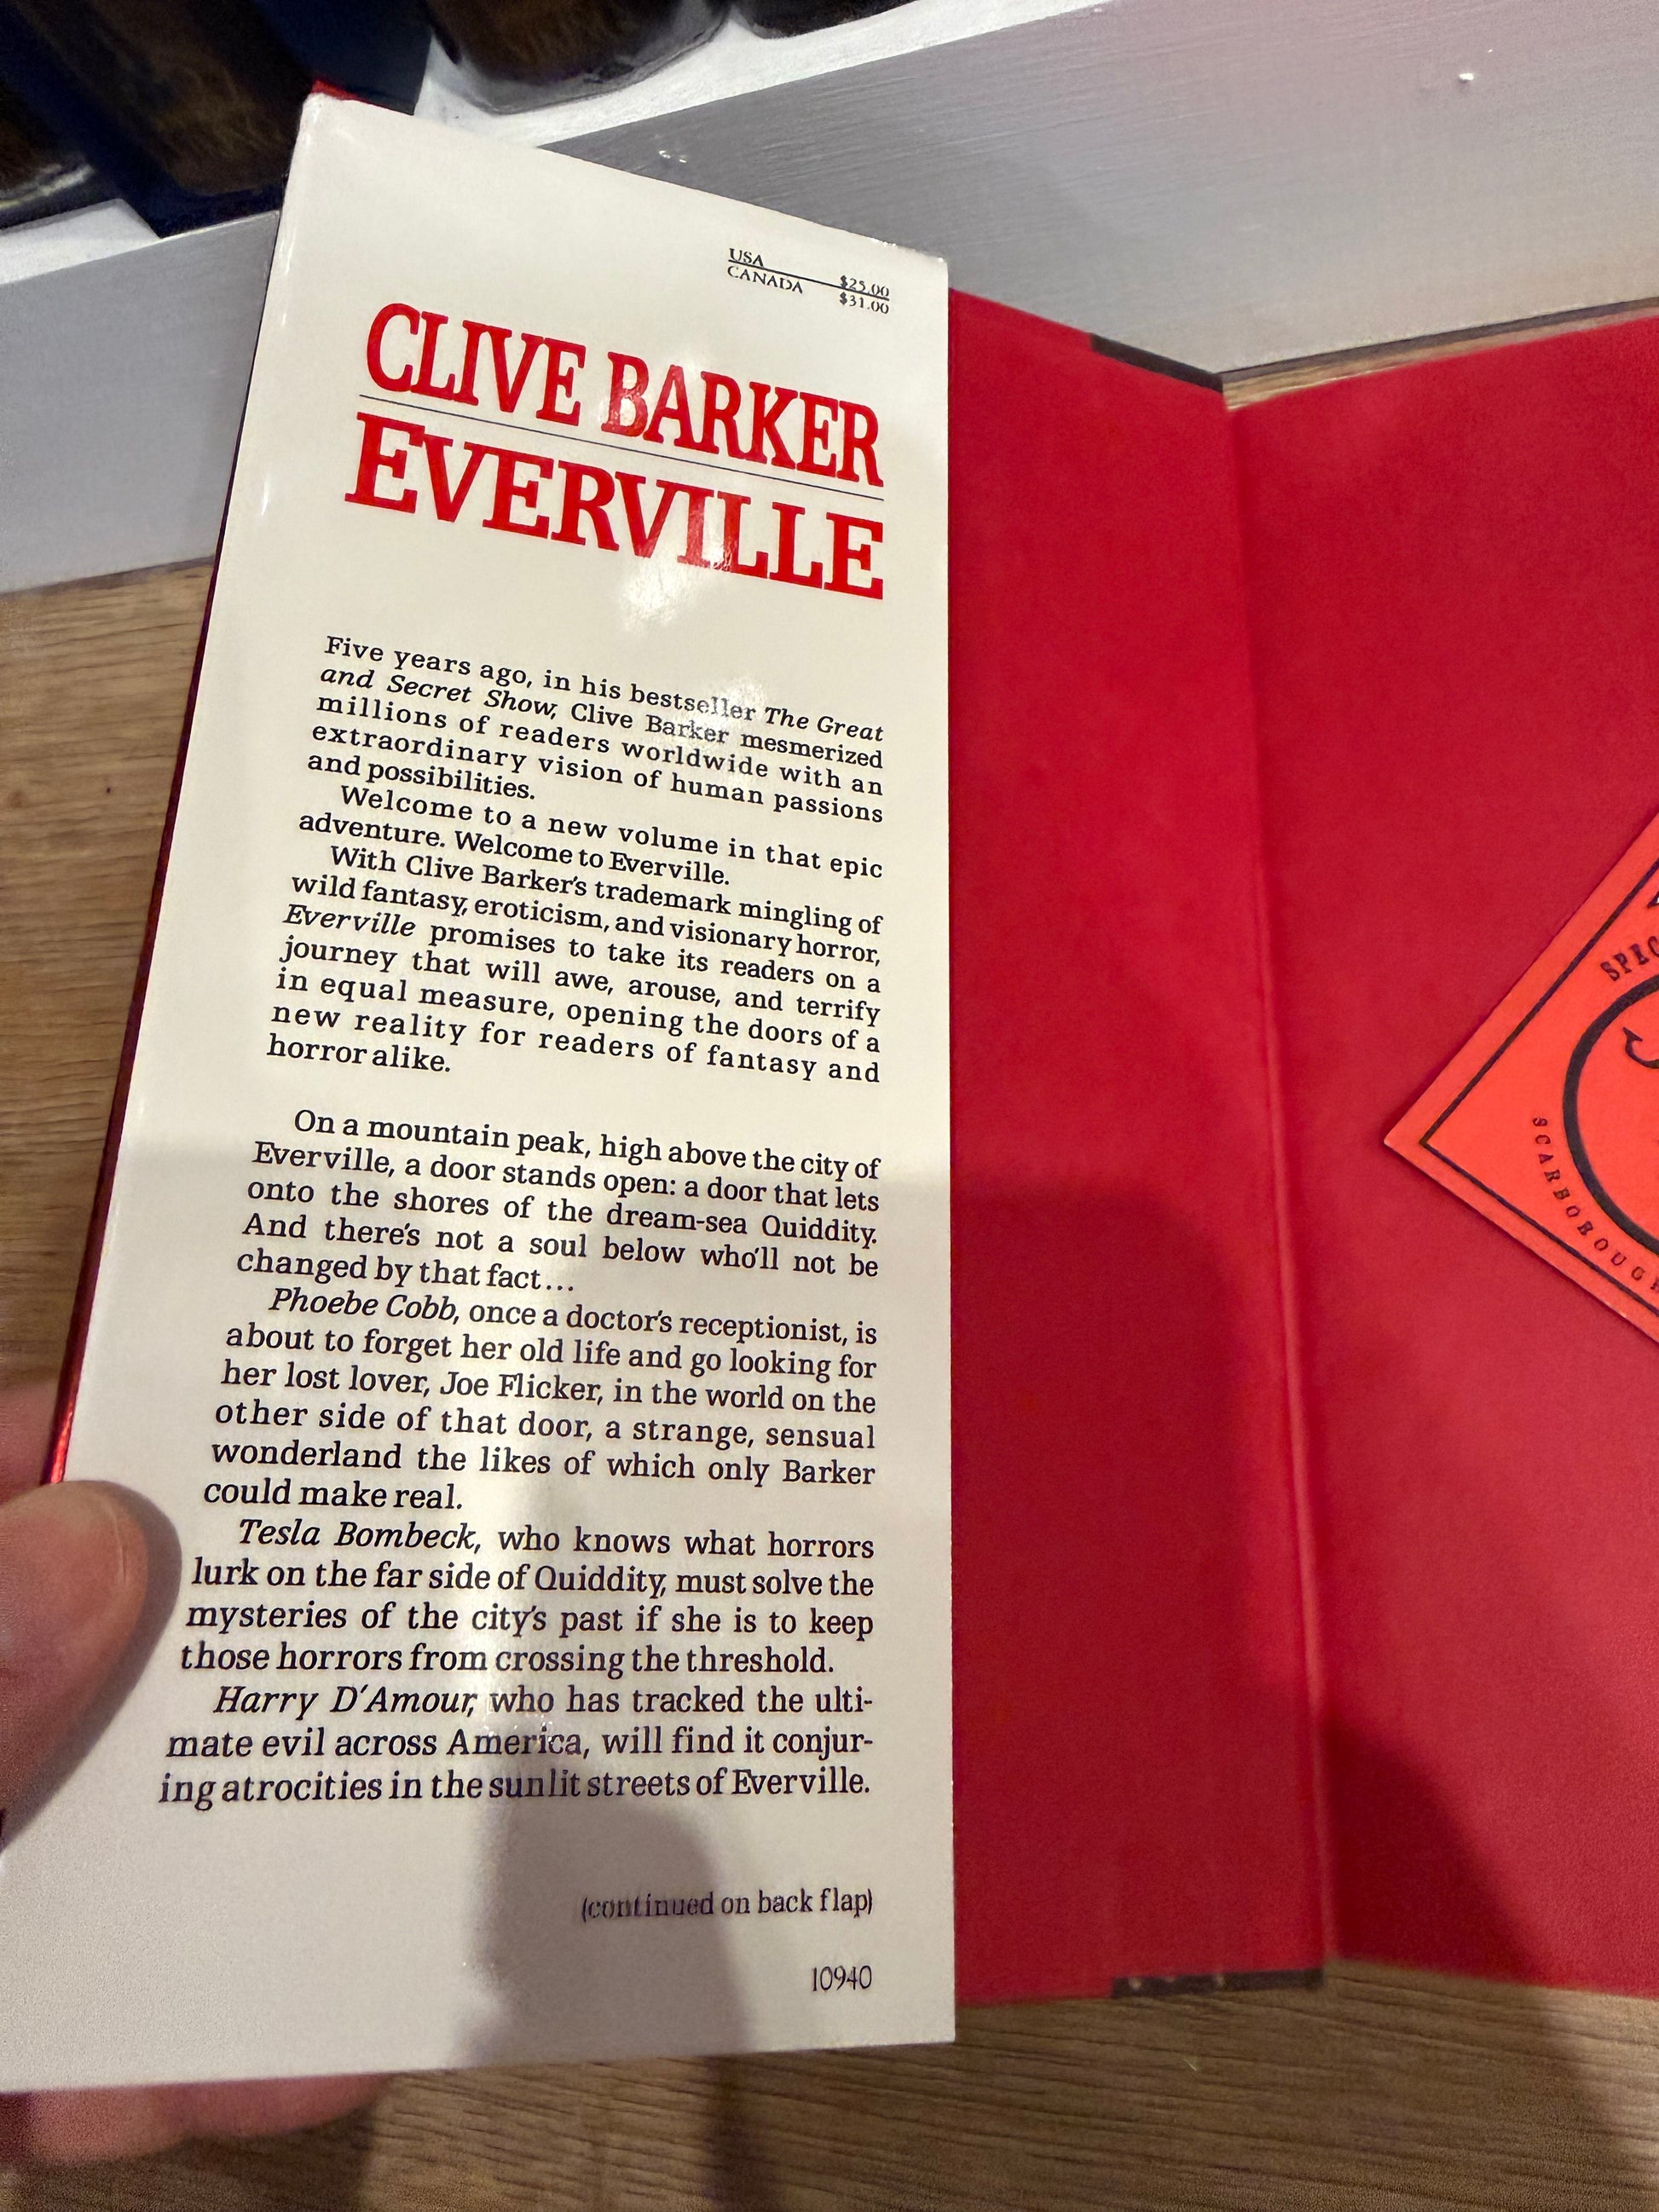 USA $25.00
CANADA $31.00
CLIVE BARKER
EVERVILLE
Five years ago, in his bestseller The Great
and Secret Show, Clive Barker mesmerized
millions of readers worldwide with an
extraordinary vision of human passions
and possibilities.
Welcome to a new volume in that epic
adventure. Welcome to Everville.
With Clive Barker's trademark mingling of
wild fantasy, eroticism, and visionary horror,
Everville promises to take its readers on a
journey that will awe, arouse, and terrify
in equal measure, opening the doors of a
new reality for readers of fantasy and
horror alike.
On a mountain peak, high above the city of
Everville, a door stands open: a door that lets
onto the shores of the dream-sea Quiddity.
And there's not a soul below who'll not be
changed by that fact...
Phoebe Cobb, once a doctor's receptionist, is
about to forget her old life and go looking for
her lost lover, Joe Flicker, in the world on the
other side of that door, a strange, sensual
wonderland the likes of which only Barker
could make real.
Tesla Bombeck, who knows what horrors
lurk on the far side of Quiddity, must solve the
mysteries of the city's past if she is to keep
those horrors from crossing the threshold.
Harry D'Amour, who has tracked the ulti-
mate evil across America, will find it conjur-
ing atrocities in the sunlit streets of Everville.
(continued on back flap)
10940
SPEC
SCARBOROUGH